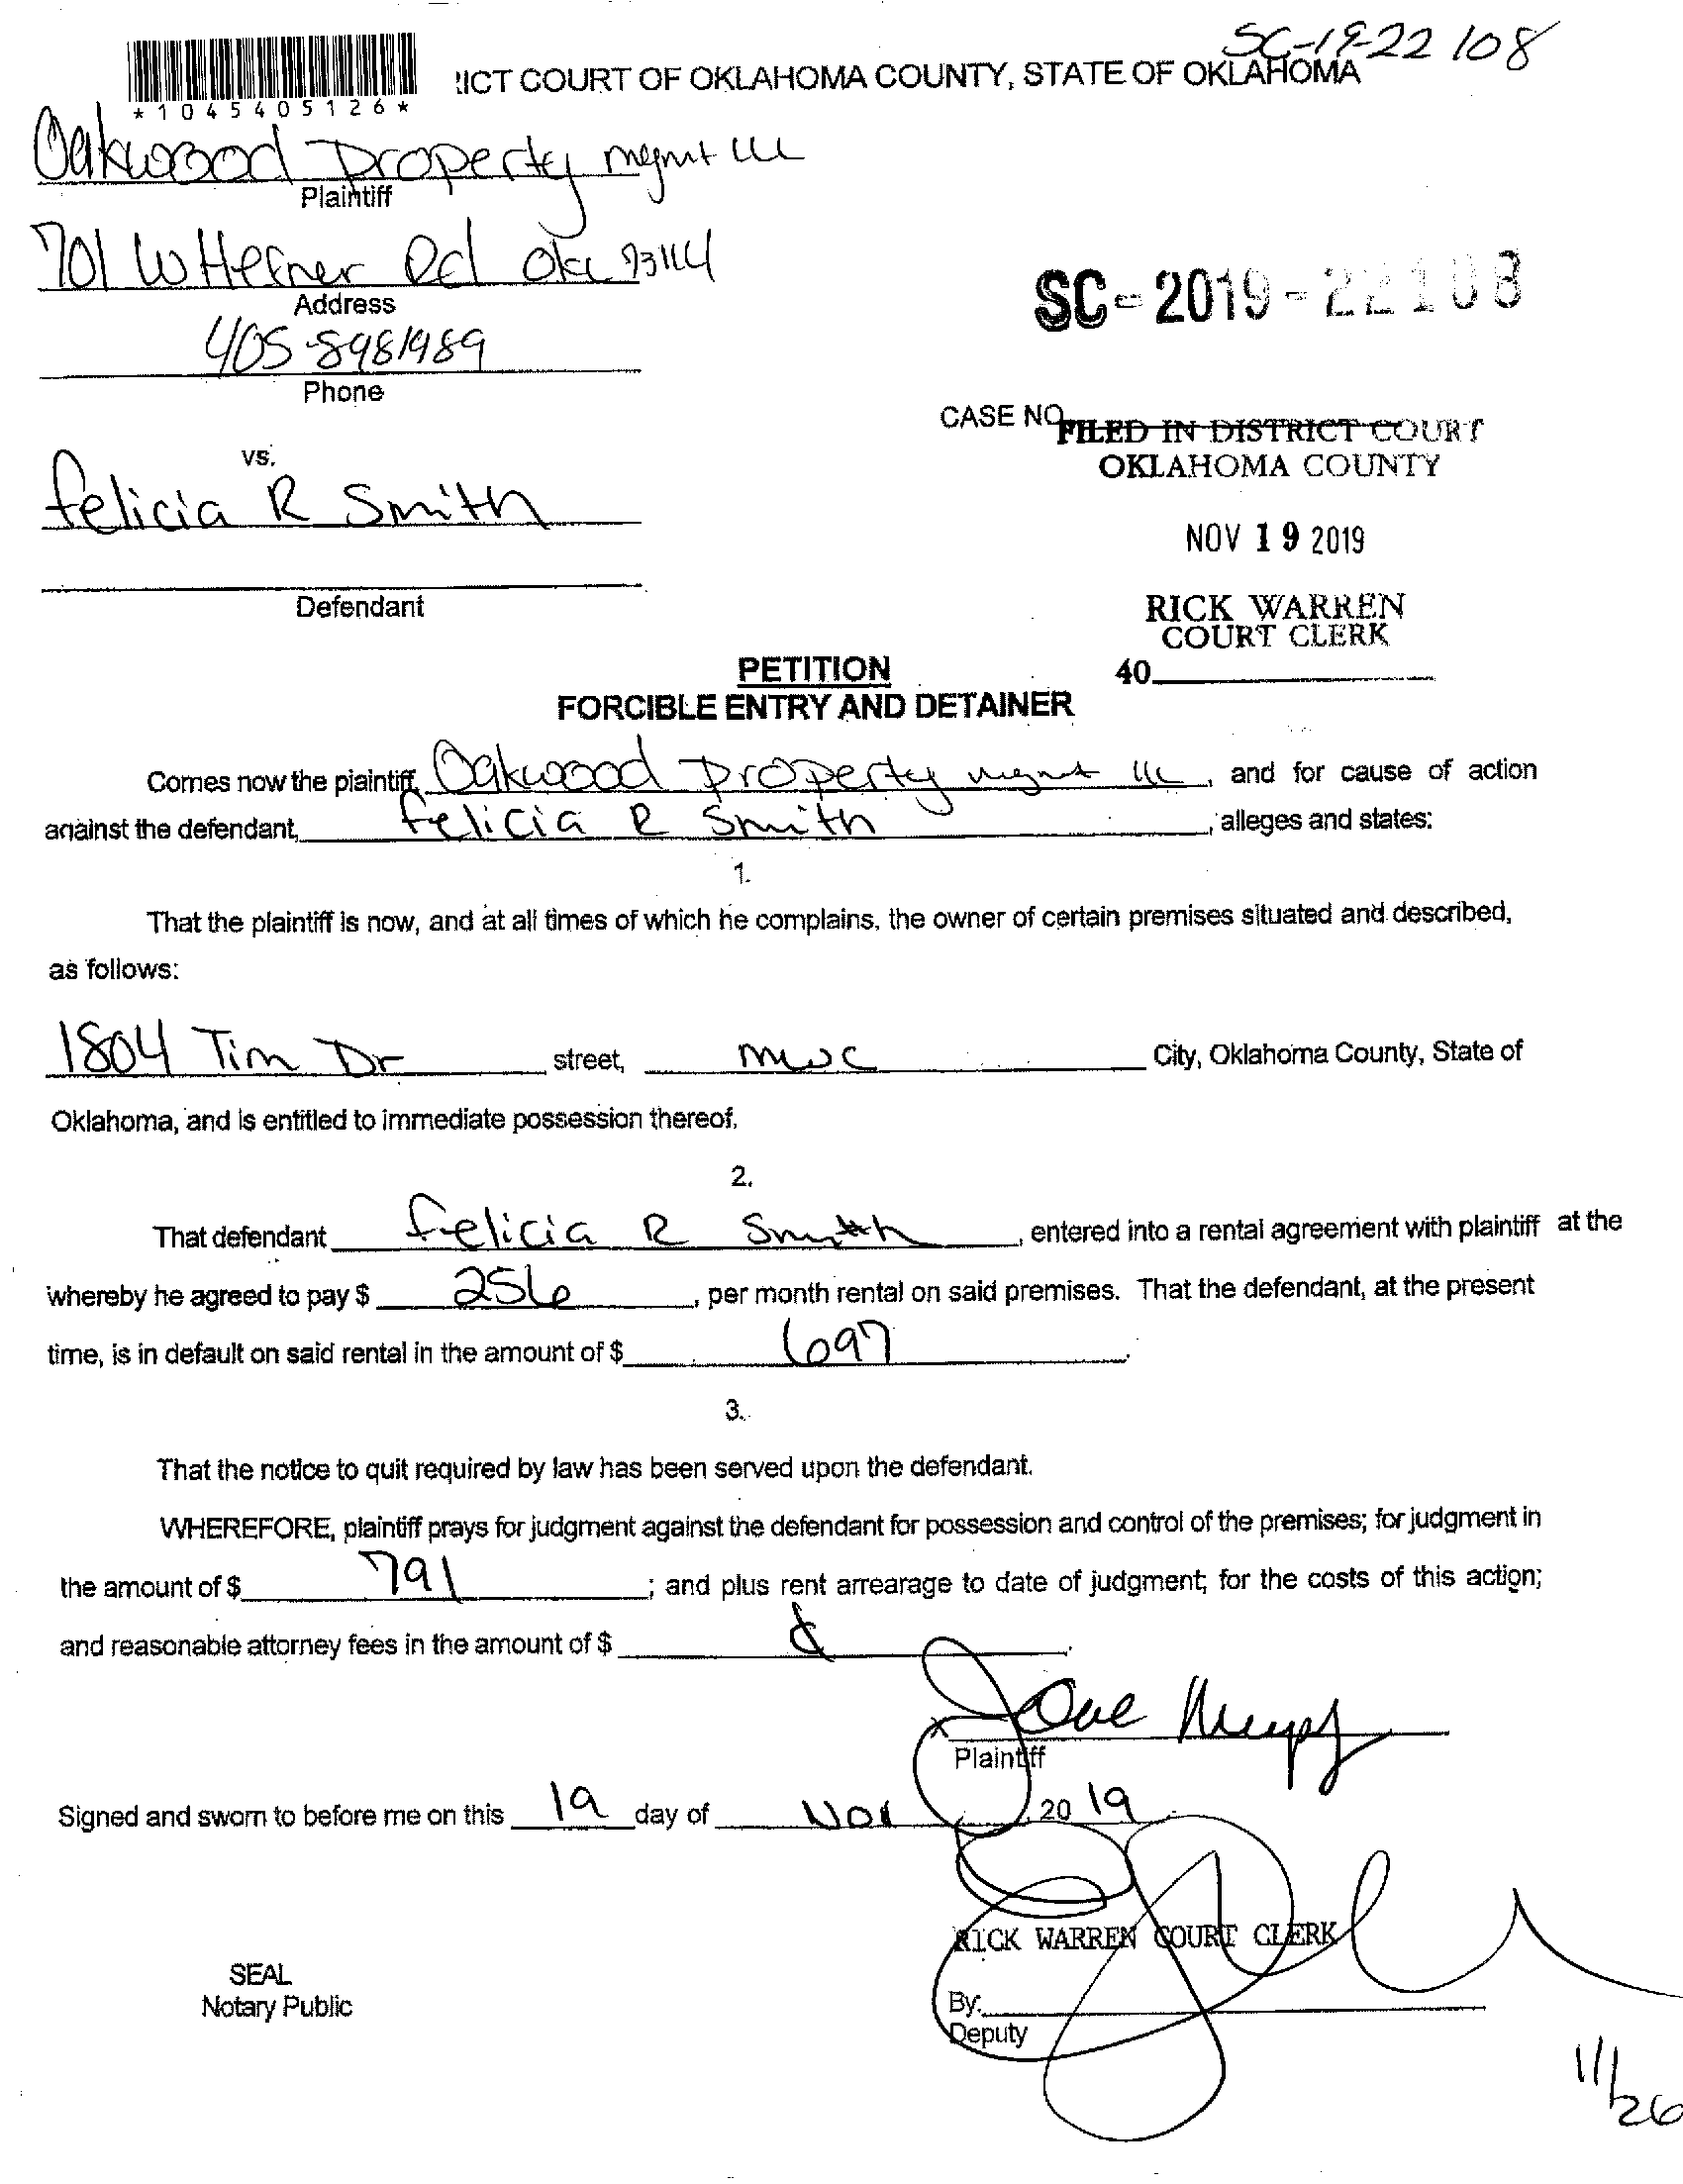 SC-19-22108
!ICT COURT OF OKLAHOMA COUNTY, STATE OF OKLAHOMA
*1045405126*
Oakwood Property mgmt LLC
Plaintiff
701 W Hefner Rd OKC 73114
Address
SC-2019-22108
405-8981989
Phone
CASE NO.
FILED IN DISTRICT COURT
OKLAHOMA COUNTY
vs.
felicia R Smith
NOV 19 2019
Defendant
RICK WARREN
COURT CLERK
40
PETITION
FORCIBLE ENTRY AND DETAINER
Comes now the plaintiff, Oakwood Property mgmt llc, and for cause of action
against the defendant, felicia R Smith, alleges and states:
1.
That the plaintiff is now, and at all times of which he complains, the owner of certain premises situated and described,
as follows:
1804 Tim Dr street, mwc City, Oklahoma County, State of
Oklahoma, and is entitled to immediate possession thereof.
2.
That defendant felicia R Smith, entered into a rental agreement with plaintiff at the
whereby he agreed to pay $ 256, per month rental on said premises. That the defendant, at the present
time, is in default on said rental in the amount of $ 697.
3.
That the notice to quit required by law has been served upon the defendant.
WHEREFORE, plaintiff prays for judgment against the defendant for possession and control of the premises; for judgment in
the amount of $ 791; and plus rent arrearage to date of judgment; for the costs of this action;
and reasonable attorney fees in the amount of $
x
Plaintiff
Signed and sworn to before me on this 19 day of Nov, 20 19
RICK WARREN COURT CLERK
SEAL
Notary Public
By:
Deputy
11/26